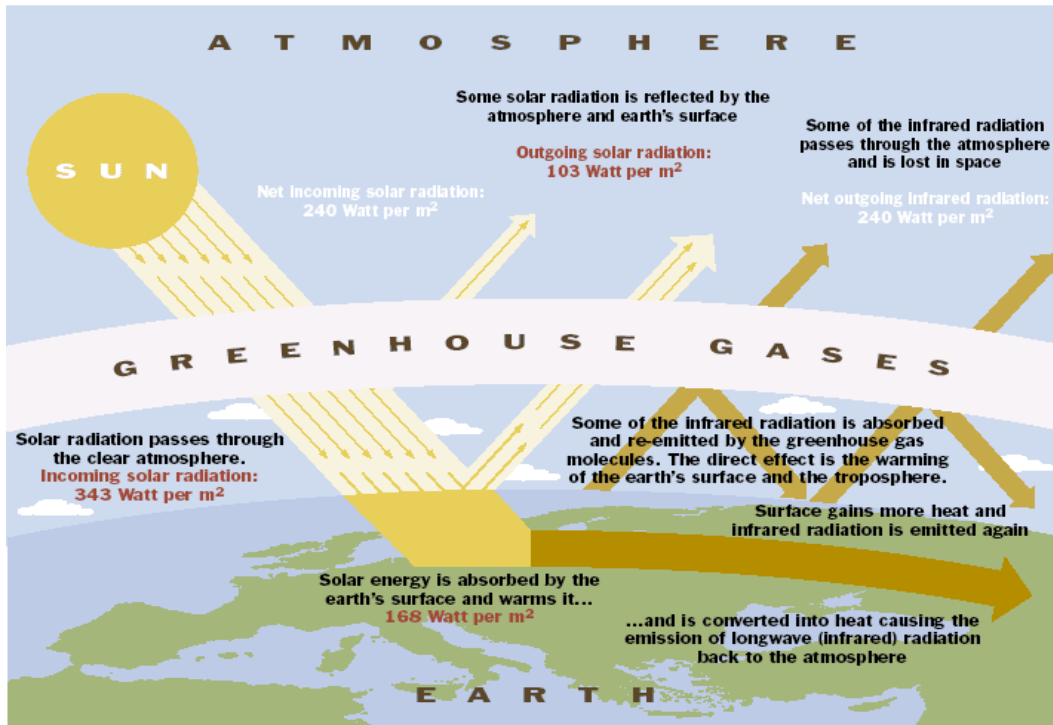 ATMOSPHERE
Some solar radiation is reflected by the
atmosphere and earth's surface
Outgoing solar radiation:
103 Watt per m²
Some of the infrared radiation
passes through the atmosphere
and is lost in space
Net outgoing infrared radiation:
240 Watt per m²
SUN
Net incoming solar radiation:
240 Watt per m²
GREENHOUSE GASES
Solar radiation passes through
the clear atmosphere.
Incoming solar radiation:
343 Watt per m²
Some of the infrared radiation is absorbed
and re-emitted by the greenhouse gas
molecules. The direct effect is the warming
of the earth's surface and the troposphere.
Surface gains more heat and
infrared radiation is emitted again
Solar energy is absorbed by the
earth's surface and warms it...
168 Watt per m²
...and is converted into heat causing the
emission of longwave (infrared) radiation
back to the atmosphere
EARTH